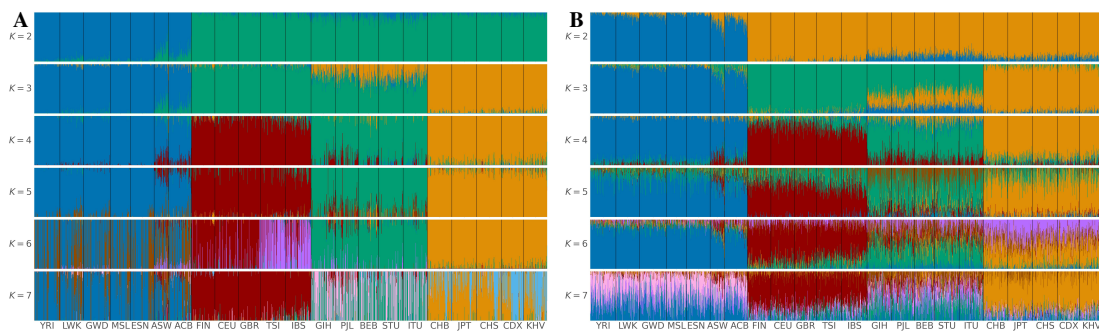 A
B
K = 2
K = 3
K = 4
K = 5
K = 6
K = 7
YRI LWK GWD MSL ESN ASW ACB FIN CEU GBR TSI IBS GIH PJL BEB STU ITU CHB JPT CHS CDX KHV
K = 2
K = 3
K = 4
K = 5
K = 6
K = 7
YRI LWK GWD MSL ESN ASW ACB FIN CEU GBR TSI IBS GIH PJL BEB STU ITU CHB JPT CHS CDX KHV